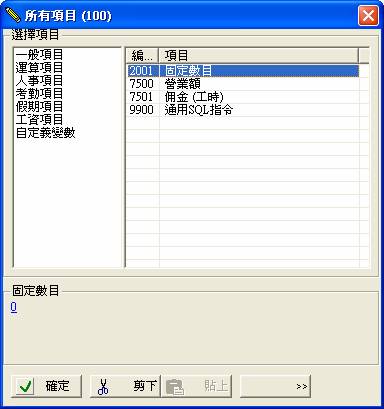 所有項目 (100)
選擇項目
一般項目
運算項目
人事項目
考勤項目
假期項目
工資項目
自定義變數
編... 項目
2001 固定數目
7500 營業額
7501 佣金 (工時)
9900 通用SQL指令
固定數目
0
確定 剪下 貼上 >>